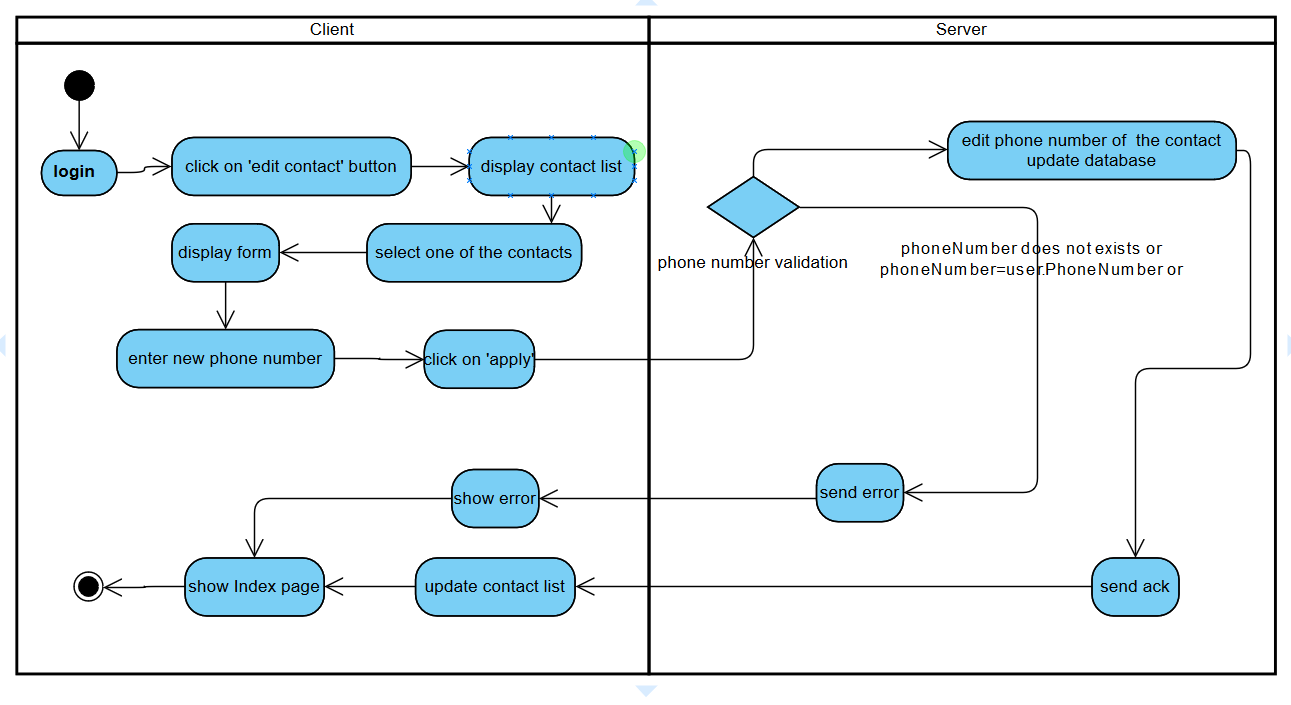 Client
Server
login
click on 'edit contact' button
display contact list
edit phone number of the contact
update database
display form
select one of the contacts
phone number validation
phoneNumber does not exists or
phoneNumber=user.PhoneNumber or
enter new phone number
click on 'apply'
show error
send error
show Index page
update contact list
send ack